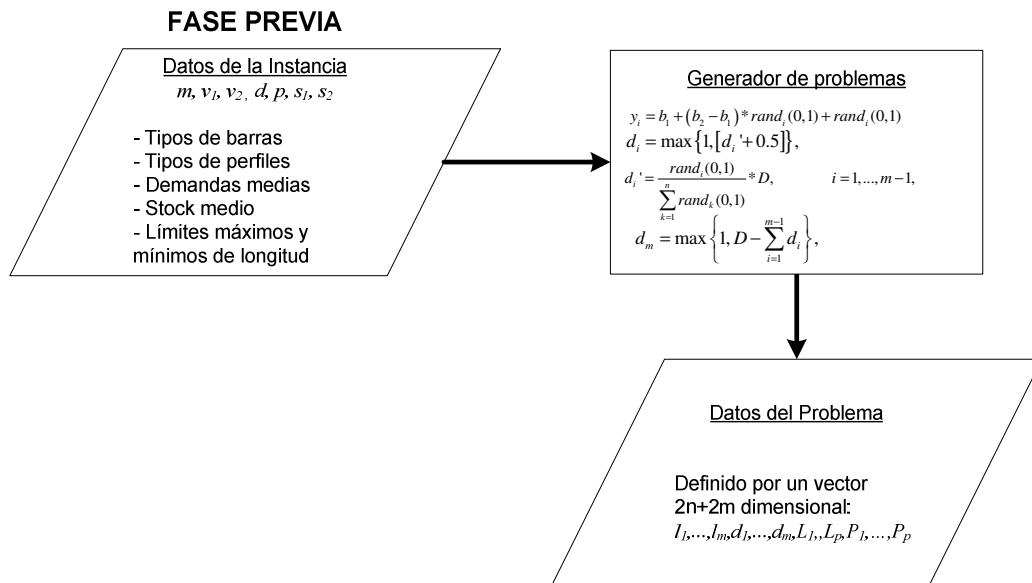 FASE PREVIA
Datos de la Instancia
m, v₁, v₂, d, p, s₁, s₂
- Tipos de barras
- Tipos de perfiles
- Demandas medias
- Stock medio
- Límites máximos y
mínimos de longitud
Generador de problemas
yᵢ = b₁ + (b₂ − b₁) * randᵢ(0,1) + randᵢ(0,1)
dᵢ = max{1,[dᵢ'+0.5]},
dᵢ' = randᵢ(0,1) / ∑ₖ₌₁ⁿ randₖ(0,1) * D, i = 1,...,m−1,
dₘ = max{1, D − ∑ᵢ₌₁ᵐ⁻¹ dᵢ},
Datos del Problema
Definido por un vector
2n+2m dimensional:
l₁,...,lₘ,d₁,...,dₘ,L₁,,Lₚ,P₁,...,Pₚ